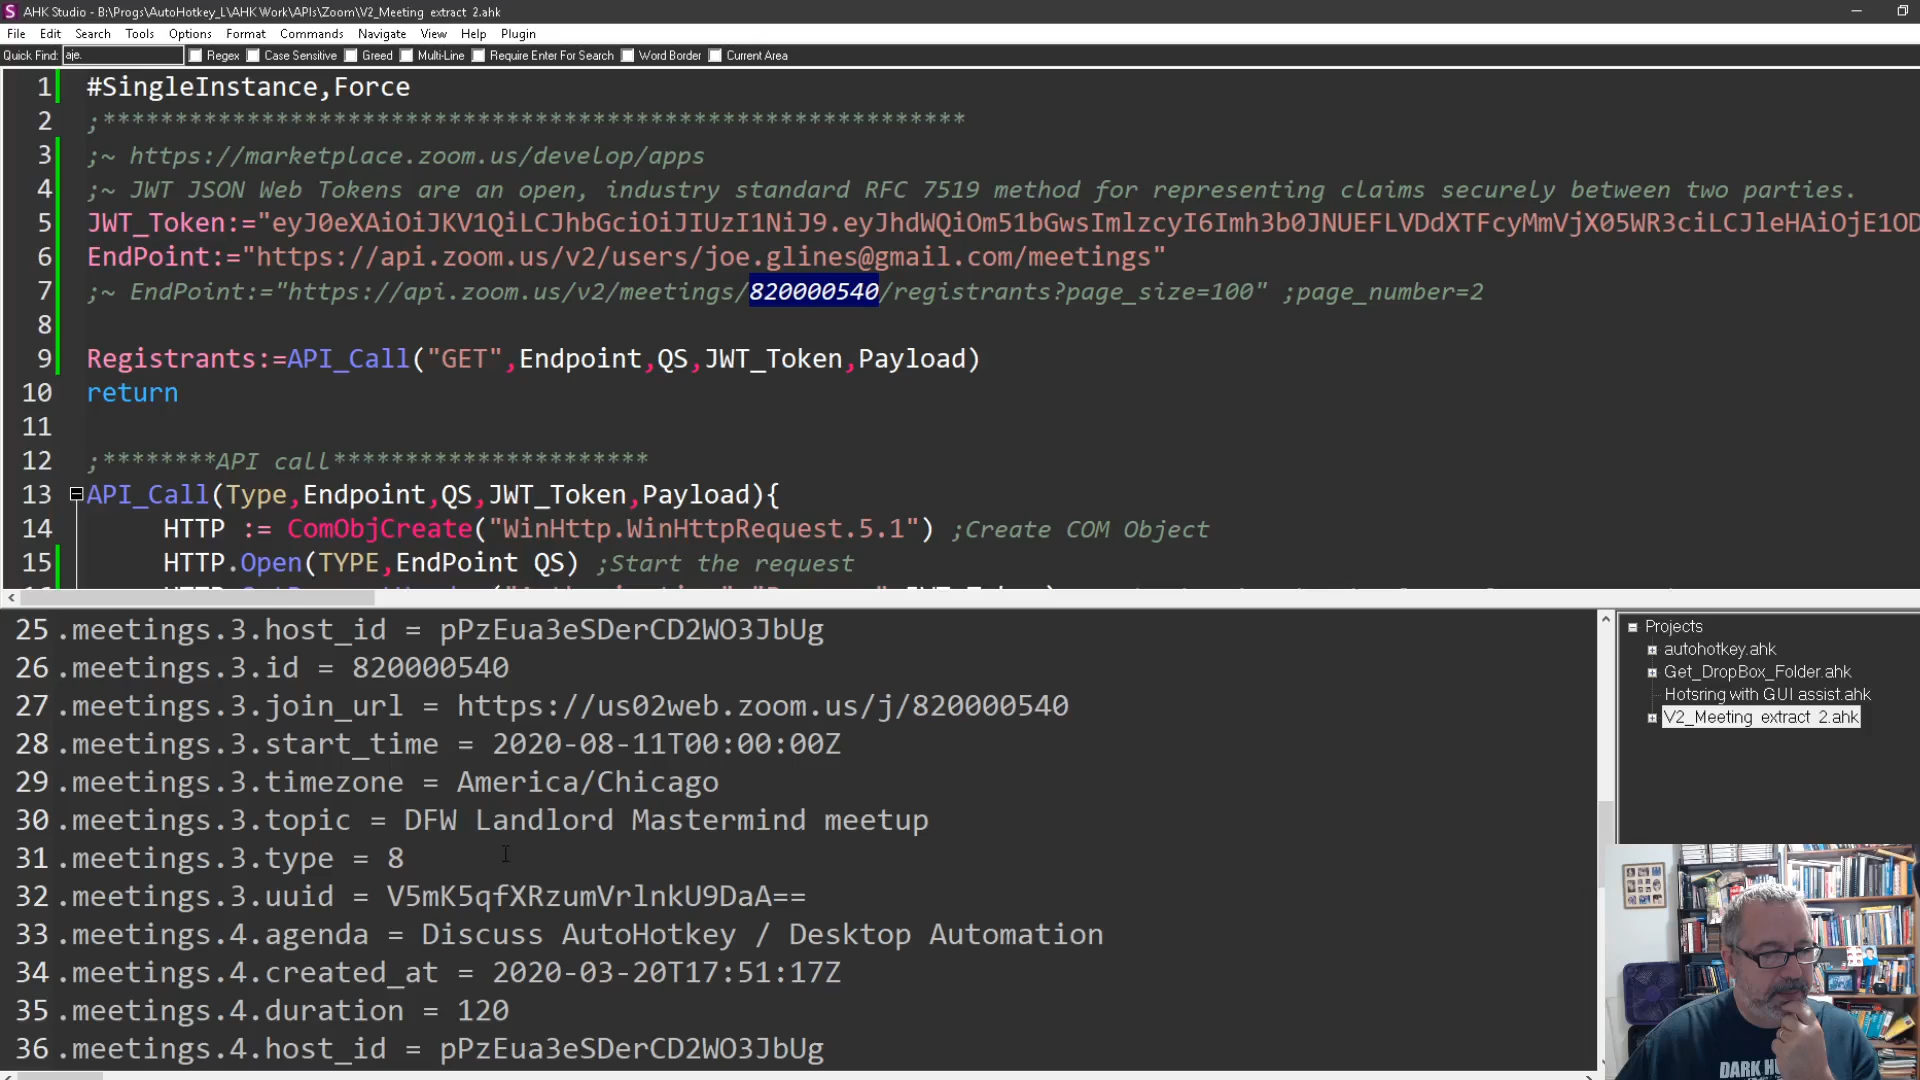 AHK Studio - B:\Progs\AutoHotkey_L\AHK Work\APIs\Zoom\V2_Meeting extract 2.ahk
File Edit Search Tools Options Format Commands Navigate View Help Plugin
Quick Find: aje. Regex Case Sensitive Greed Multi-Line Require Enter For Search Word Border Current Area
1 #SingleInstance,Force
2 ;************************************************************
3 ;~ https://marketplace.zoom.us/develop/apps
4 ;~ JWT JSON Web Tokens are an open, industry standard RFC 7519 method for representing claims securely between two parties.
5 JWT_Token:="eyJ0eXAiOiJKV1QiLCJhbGciOiJIUzI1NiJ9.eyJhdWQiOm51bGwsImlzcyI6Imh3b0JNUEFLVDdXTFcyMmVjX05WR3ciLCJleHAiOjE1OD
6 EndPoint:="https://api.zoom.us/v2/users/joe.glines@gmail.com/meetings"
7 ;~ EndPoint:="https://api.zoom.us/v2/meetings/820000540/registrants?page_size=100" ;page_number=2
8
9 Registrants:=API_Call("GET",Endpoint,QS,JWT_Token,Payload)
10 return
11
12 ;********API call**********************
13 API_Call(Type,Endpoint,QS,JWT_Token,Payload){
14 HTTP := ComObjCreate("WinHttp.WinHttpRequest.5.1") ;Create COM Object
15 HTTP.Open(TYPE,EndPoint QS) ;Start the request
25 .meetings.3.host_id = pPzEua3eSDerCD2WO3JbUg
26 .meetings.3.id = 820000540
27 .meetings.3.join_url = https://us02web.zoom.us/j/820000540
28 .meetings.3.start_time = 2020-08-11T00:00:00Z
29 .meetings.3.timezone = America/Chicago
30 .meetings.3.topic = DFW Landlord Mastermind meetup
31 .meetings.3.type = 8
32 .meetings.3.uuid = V5mK5qfXRzumVrlnkU9DaA==
33 .meetings.4.agenda = Discuss AutoHotkey / Desktop Automation
34 .meetings.4.created_at = 2020-03-20T17:51:17Z
35 .meetings.4.duration = 120
36 .meetings.4.host_id = pPzEua3eSDerCD2WO3JbUg
Projects
autohotkey.ahk
Get_DropBox_Folder.ahk
Hotsring with GUI assist.ahk
V2_Meeting extract 2.ahk
DARK